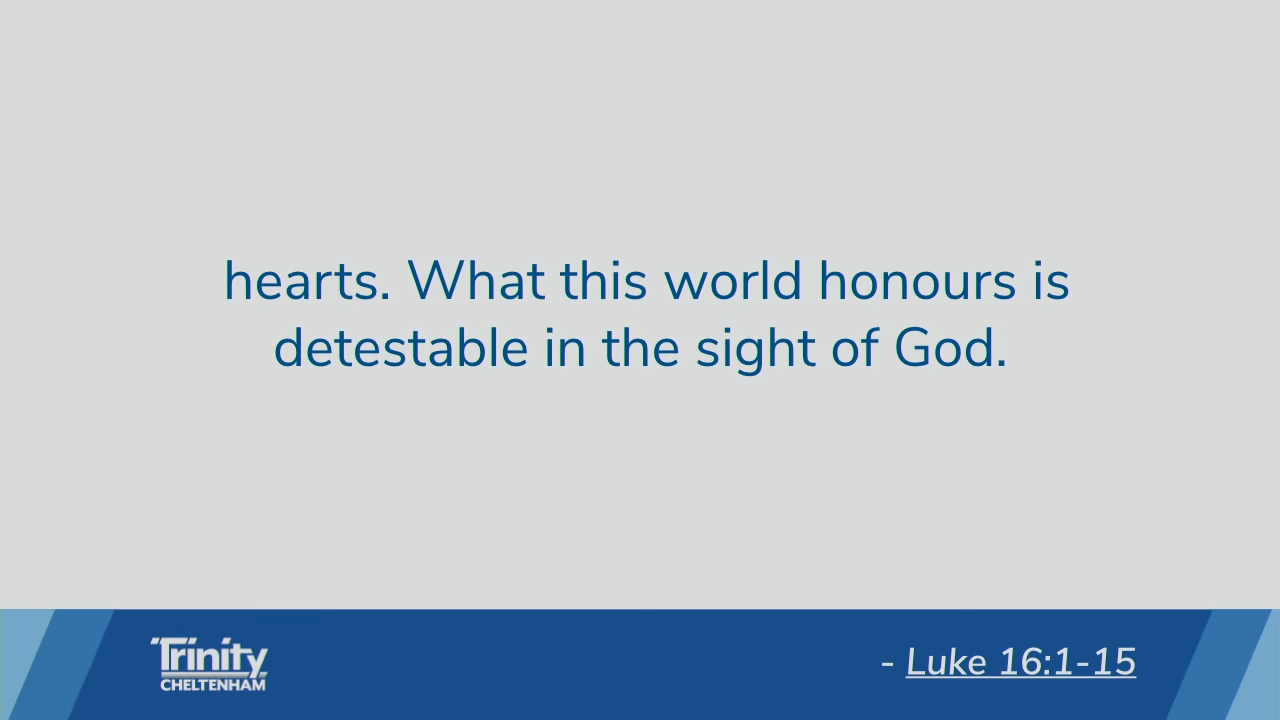 hearts. What this world honours is
detestable in the sight of God.
Trinity
CHELTENHAM
- Luke 16:1-15